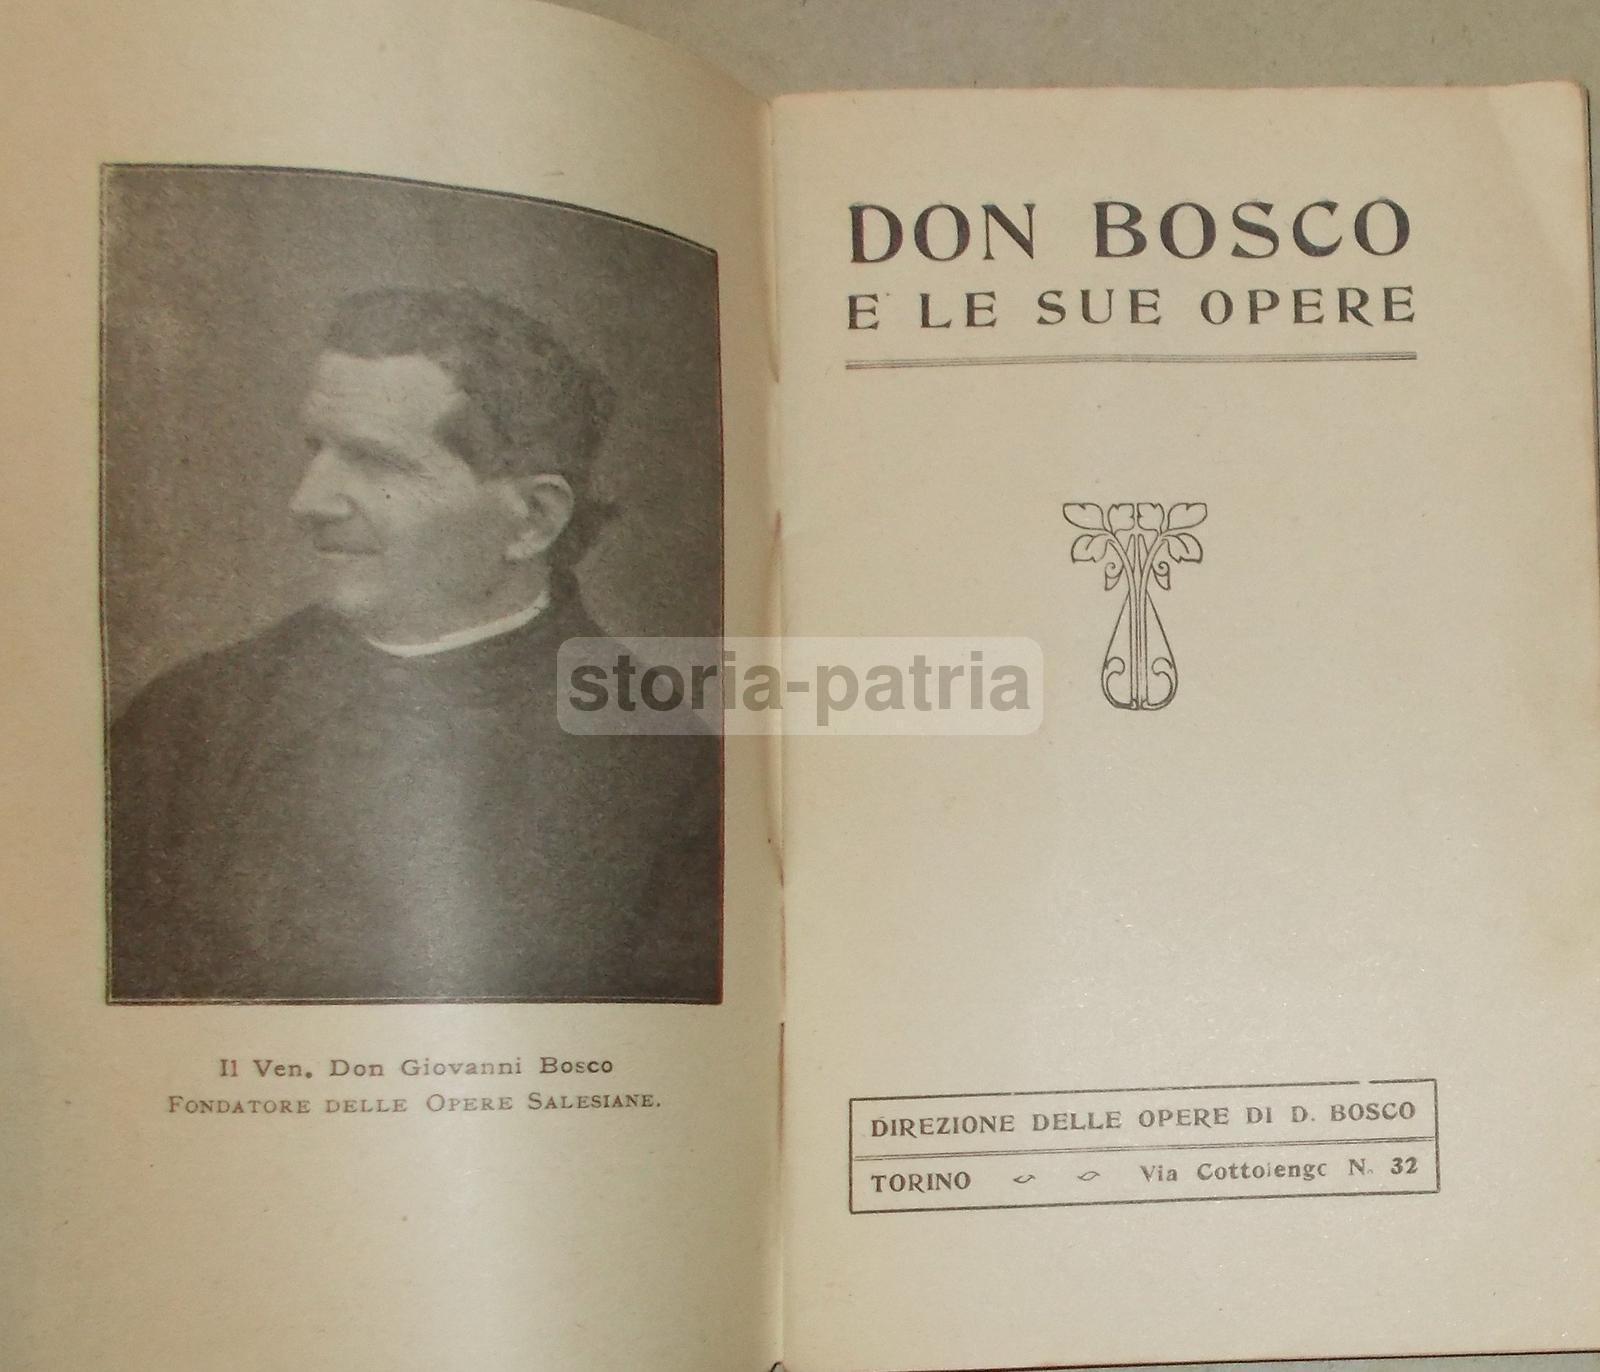 Il Ven. Don Giovanni Bosco
FONDATORE DELLE OPERE SALESIANE.
DON BOSCO
E LE SUE OPERE
storia-patria
DIREZIONE DELLE OPERE DI D. BOSCO
TORINO Via Cottolengo N. 32